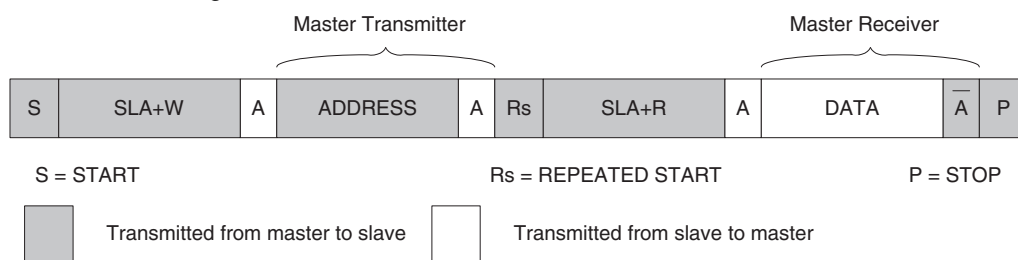 Master Transmitter Master Receiver
S SLA+W A ADDRESS A Rs SLA+R A DATA A̅ P
S = START Rs = REPEATED START P = STOP
Transmitted from master to slave Transmitted from slave to master